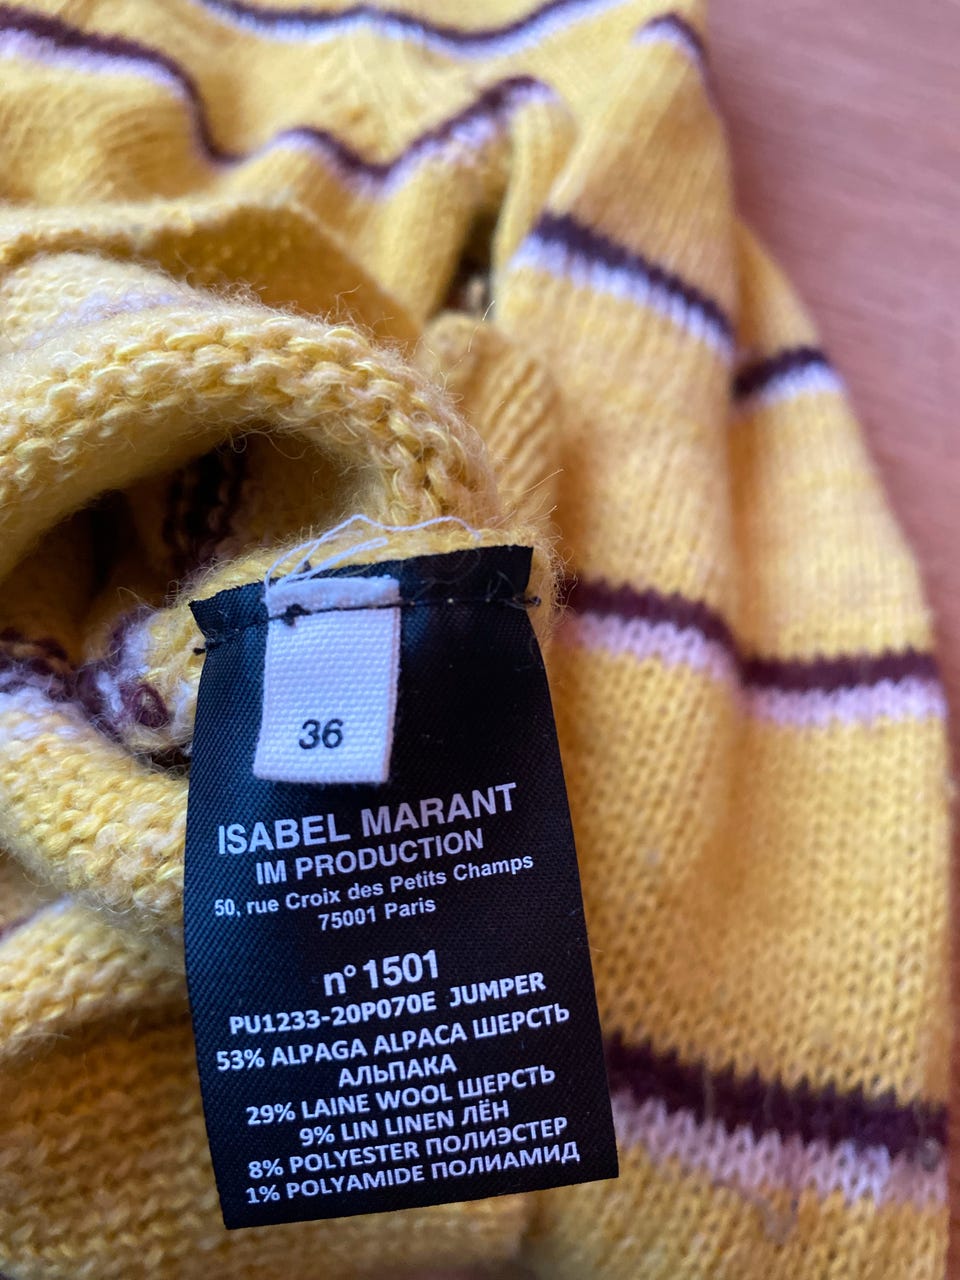 36
ISABEL MARANT
IM PRODUCTION
50, rue Croix des Petits Champs
75001 Paris
n° 1501
PU1233-20P070E JUMPER
53% ALPAGA ALPACA ШЕРСТЬ
АЛЬПАКА
29% LAINE WOOL ШЕРСТЬ
9% LIN LINEN ЛЁН
8% POLYESTER ПОЛИЭСТЕР
1% POLYAMIDE ПОЛИАМИД